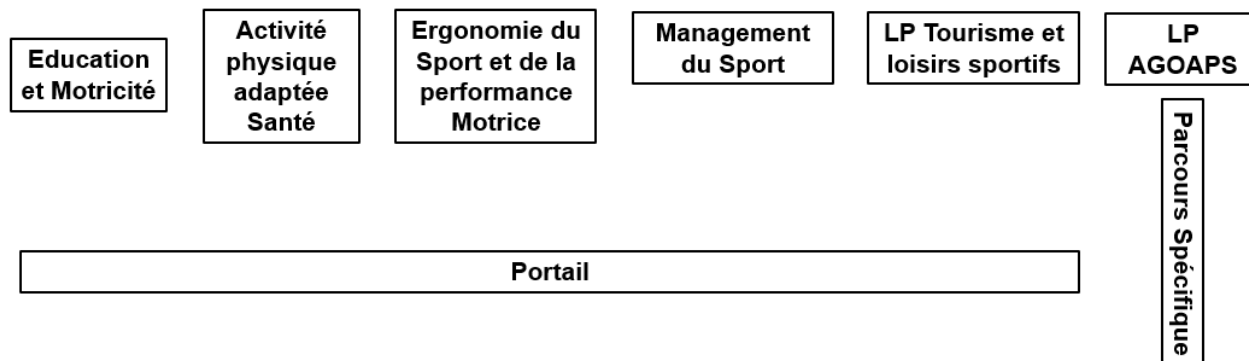 Education
et Motricité
Activité
physique
adaptée
Santé
Ergonomie du
Sport et de la
performance
Motrice
Management
du Sport
LP Tourisme et
loisirs sportifs
LP
AGOAPS
Parcours Spécifique
Portail